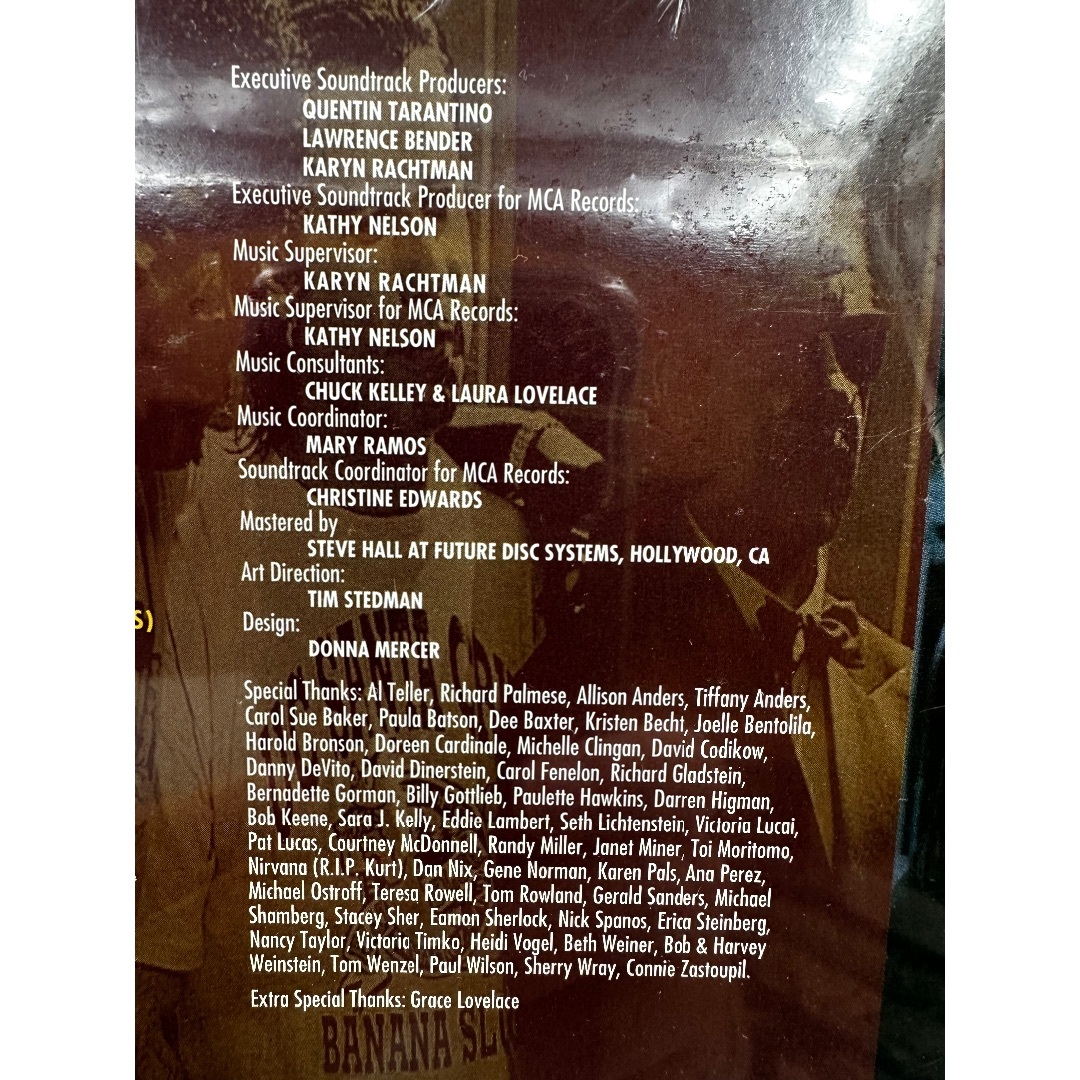 Executive Soundtrack Producers:
QUENTIN TARANTINO
LAWRENCE BENDER
KARYN RACHTMAN
Executive Soundtrack Producer for MCA Records:
KATHY NELSON
Music Supervisor:
KARYN RACHTMAN
Music Supervisor for MCA Records:
KATHY NELSON
Music Consultants:
CHUCK KELLEY & LAURA LOVELACE
Music Coordinator:
MARY RAMOS
Soundtrack Coordinator for MCA Records:
CHRISTINE EDWARDS
Mastered by
STEVE HALL AT FUTURE DISC SYSTEMS, HOLLYWOOD, CA
Art Direction:
TIM STEDMAN
S)
Design:
DONNA MERCER
Special Thanks: Al Teller, Richard Palmese, Allison Anders, Tiffany Anders,
Carol Sue Baker, Paula Batson, Dee Baxter, Kristen Becht, Joelle Bentolila,
Harold Bronson, Doreen Cardinale, Michelle Clingan, David Codikow,
Danny DeVito, David Dinerstein, Carol Fenelon, Richard Gladstein,
Bernadette Gorman, Billy Gottlieb, Paulette Hawkins, Darren Higman,
Bob Keene, Sara J. Kelly, Eddie Lambert, Seth Lichtenstein, Victoria Lucai,
Pat Lucas, Courtney McDonnell, Randy Miller, Janet Miner, Toi Moritomo,
Nirvana (R.I.P. Kurt), Dan Nix, Gene Norman, Karen Pals, Ana Perez,
Michael Ostroff, Teresa Rowell, Tom Rowland, Gerald Sanders, Michael
Shamberg, Stacey Sher, Eamon Sherlock, Nick Spanos, Erica Steinberg,
Nancy Taylor, Victoria Timko, Heidi Vogel, Beth Weiner, Bob & Harvey
Weinstein, Tom Wenzel, Paul Wilson, Sherry Wray, Connie Zastoupil.
Extra Special Thanks: Grace Lovelace
BANANA SLU